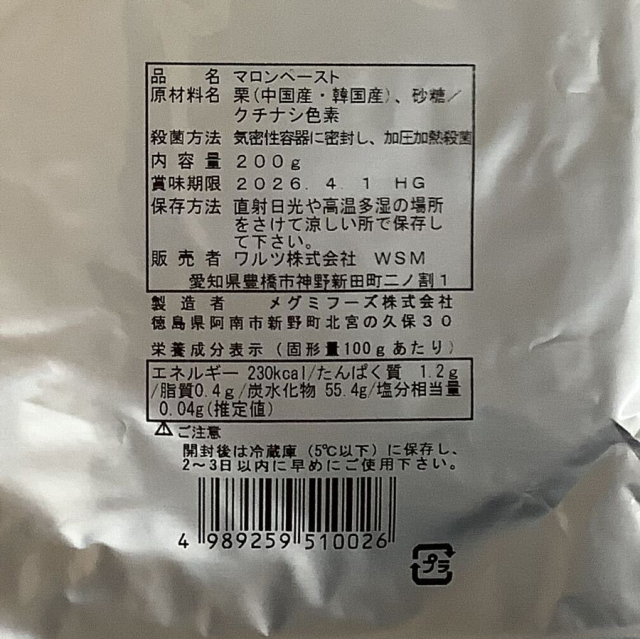 品名 マロンペースト
原材料名 栗(中国産・韓国産)、砂糖/
クチナシ色素
殺菌方法 気密性容器に密封し、加圧加熱殺菌
内容量 200g
賞味期限 2026. 4. 1 HG
保存方法 直射日光や高温多湿の場所
をさけて涼しい所で保存し
て下さい。
販売者 ワルツ株式会社 WSM
愛知県豊橋市神野新田町二ノ割1
製造者 メグミフーズ株式会社
徳島県阿南市新野町北宮の久保30
栄養成分表示(固形量100gあたり)
エネルギー 230kcal/たんぱく質 1.2g
/脂質0.4g/炭水化物 55.4g/塩分相当量
0.04g(推定値)
ご注意
開封後は冷蔵庫(5℃以下)に保存し、
2~3日以内に早めにご使用下さい。
4 989259 510026
プラ